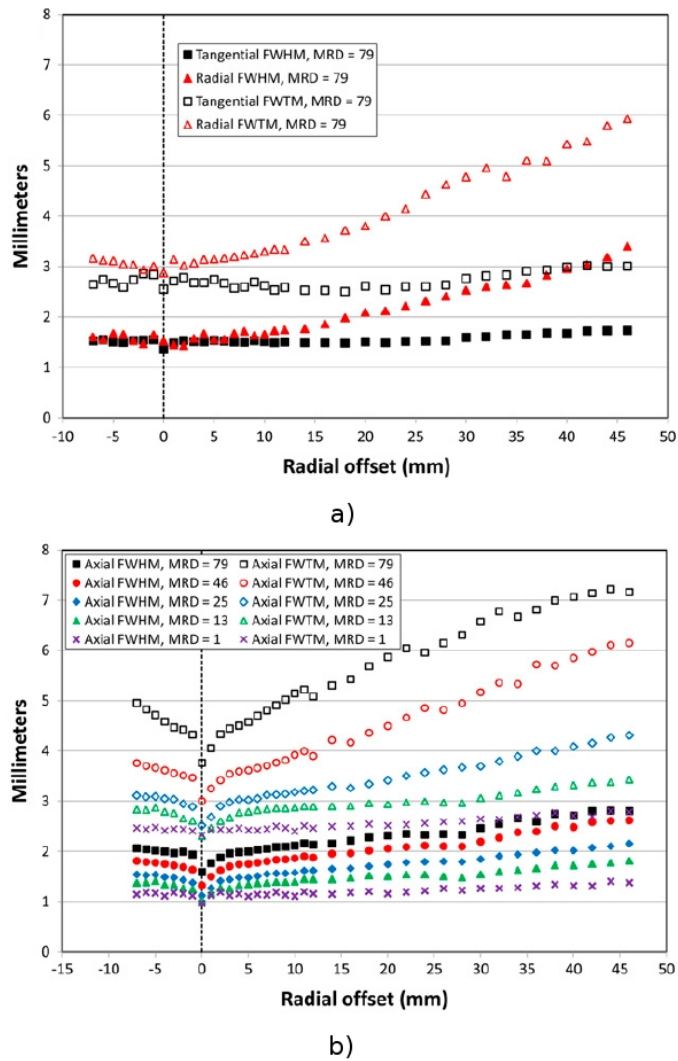 8
7
6
5
4
3
2
1
0
Millimeters
■ Tangential FWHM, MRD = 79
▲ Radial FWHM, MRD = 79
□ Tangential FWTM, MRD = 79
△ Radial FWTM, MRD = 79
-10 -5 0 5 10 15 20 25 30 35 40 45 50
Radial offset (mm)
a)
8
7
6
5
4
3
2
1
0
Millimeters
■ Axial FWHM, MRD = 79 □ Axial FWTM, MRD = 79
● Axial FWHM, MRD = 46 ○ Axial FWTM, MRD = 46
◆ Axial FWHM, MRD = 25 ◇ Axial FWTM, MRD = 25
▲ Axial FWHM, MRD = 13 △ Axial FWTM, MRD = 13
× Axial FWHM, MRD = 1 × Axial FWTM, MRD = 1
-15 -10 -5 0 5 10 15 20 25 30 35 40 45 50
Radial offset (mm)
b)